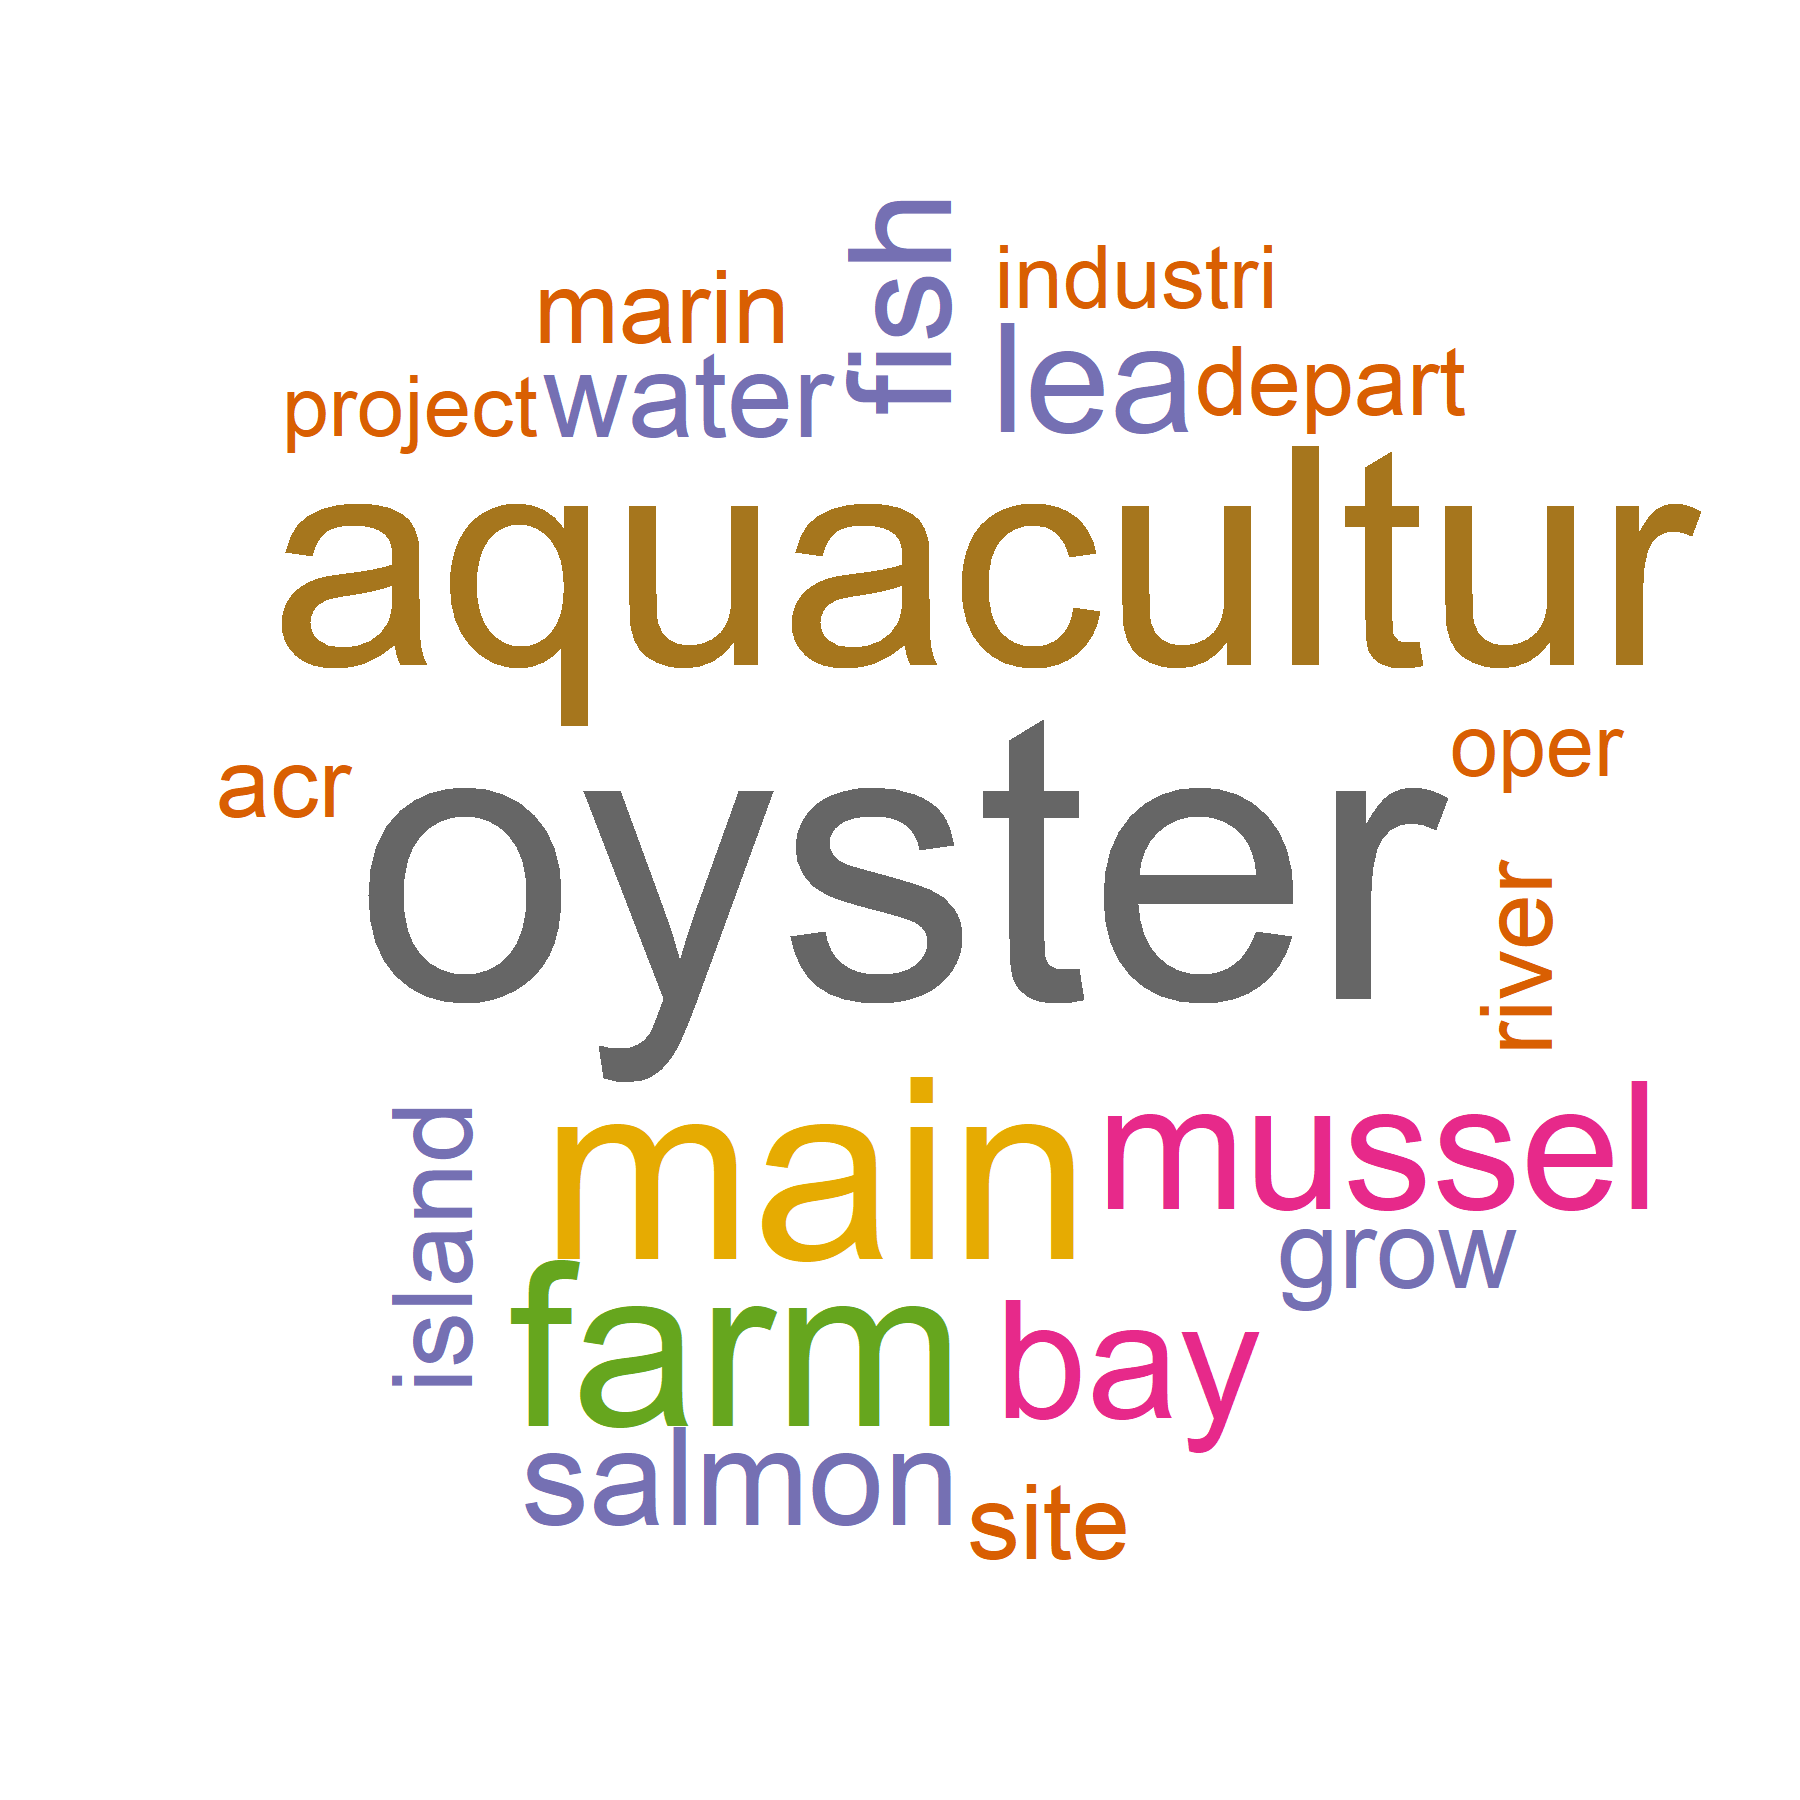 fish
industri
marin
lea
depart
project
water
aquacultur
oyster
oper
acr
river
main
mussel
island
grow
farm
bay
salmon
site